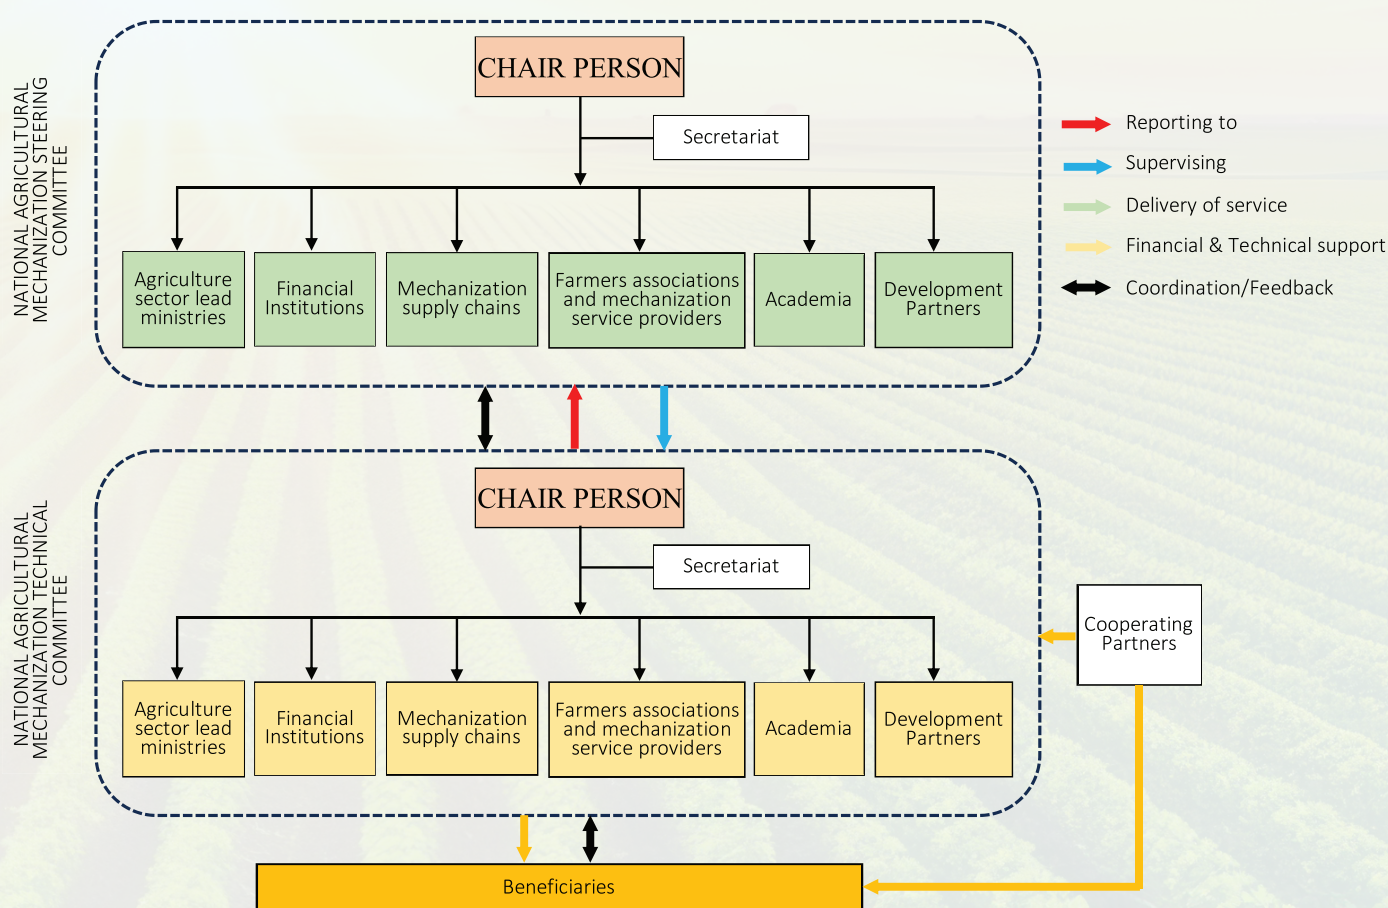 NATIONAL AGRICULTURAL
MECHANIZATION STEERING
COMMITTEE
CHAIR PERSON
Secretariat
Agriculture
sector lead
ministries
Financial
Institutions
Mechanization
supply chains
Farmers associations
and mechanization
service providers
Academia
Development
Partners
Reporting to
Supervising
Delivery of service
Financial & Technical support
Coordination/Feedback
NATIONAL AGRICULTURAL
MECHANIZATION TECHNICAL
COMMITTEE
CHAIR PERSON
Secretariat
Agriculture
sector lead
ministries
Financial
Institutions
Mechanization
supply chains
Farmers associations
and mechanization
service providers
Academia
Development
Partners
Cooperating
Partners
Beneficiaries